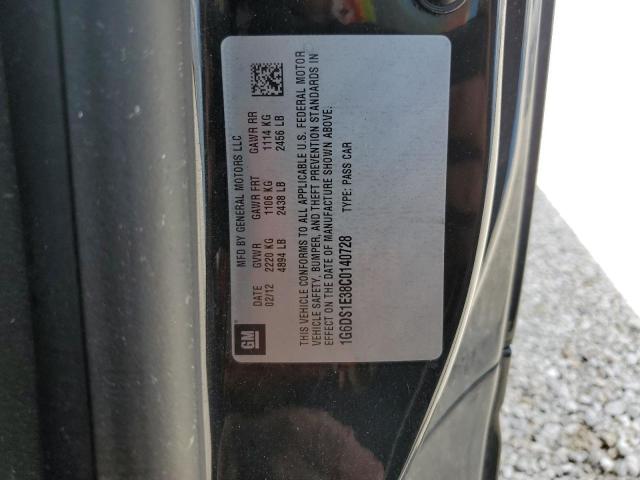 GM
MFD BY GENERAL MOTORS LLC
DATE GVWR GAWR FRT GAWR RR
02/12 2220 KG 1106 KG 1114 KG
4894 LB 2438 LB 2456 LB
THIS VEHICLE CONFORMS TO ALL APPLICABLE U.S. FEDERAL MOTOR
VEHICLE SAFETY, BUMPER, AND THEFT PREVENTION STANDARDS IN
EFFECT ON THE DATE OF MANUFACTURE SHOWN ABOVE.
1G6DS1E38C0140728 TYPE: PASS CAR